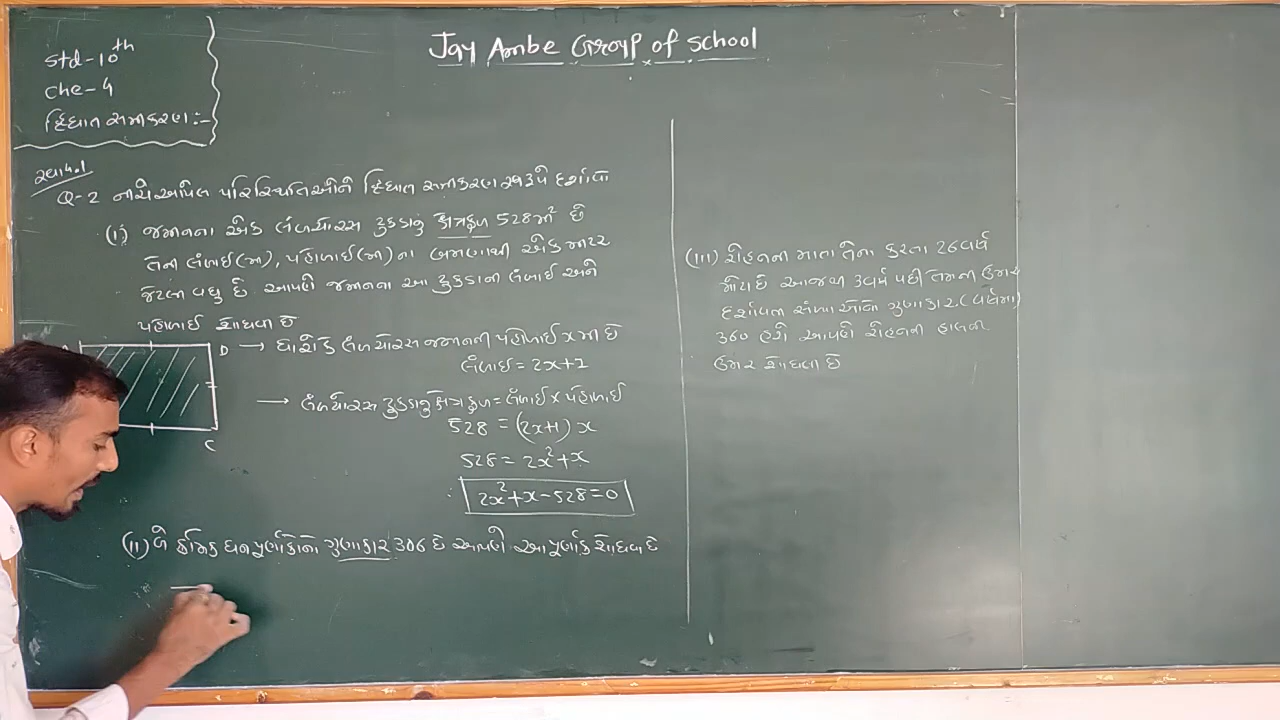 Jay Ambe Group of school
std-10th
Che-4
દ્વિઘાત સમીકરણ :-
સ્વા 4.1
Q-2 નીચે આપેલ પરિસ્થિતિઓને દ્વિઘાત સમીકરણ સ્વરૂપે દર્શાવો
(i) જમીનના એક લંબચોરસ ટુકડાનું ક્ષેત્રફળ 528 મી² છે
તેની લંબાઈ(મી), પહોળાઈ(મી)ના બમણાથી એક મીટર
જેટલી વધુ છે. આપણે જમીનના આ ટુકડાની લંબાઈ અને
પહોળાઈ શોધવી છે
D
C
→ ધારોકે લંબચોરસ જમીનની પહોળાઈ x મી છે
લંબાઈ = 2x+1
→ લંબચોરસ ટુકડાનું ક્ષેત્રફળ = લંબાઈ x પહોળાઈ
528 = (2x+1) x
528 = 2x²+x
2x²+x-528=0
(ii) બે ક્રમિક ધન પૂર્ણાંકોનો ગુણાકાર 306 છે આપણે આ પૂર્ણાંક શોધવા છે
(iii) રોહનની માતા તેના કરતા 26 વર્ષ
મોટા છે આજથી 3 વર્ષ પછી તેમની ઉંમર
દર્શાવતી સંખ્યાઓનો ગુણાકાર (વર્ષમાં)
360 હશે આપણે રોહનની હાલની
ઉંમર શોધવી છે